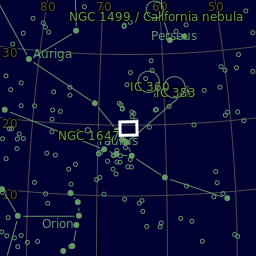 80 70 60 50
NGC 1499 / California nebula
Perseus
30
Auriga
IC 360
IC 353
20
NGC 1647
Taurus
10
Orion